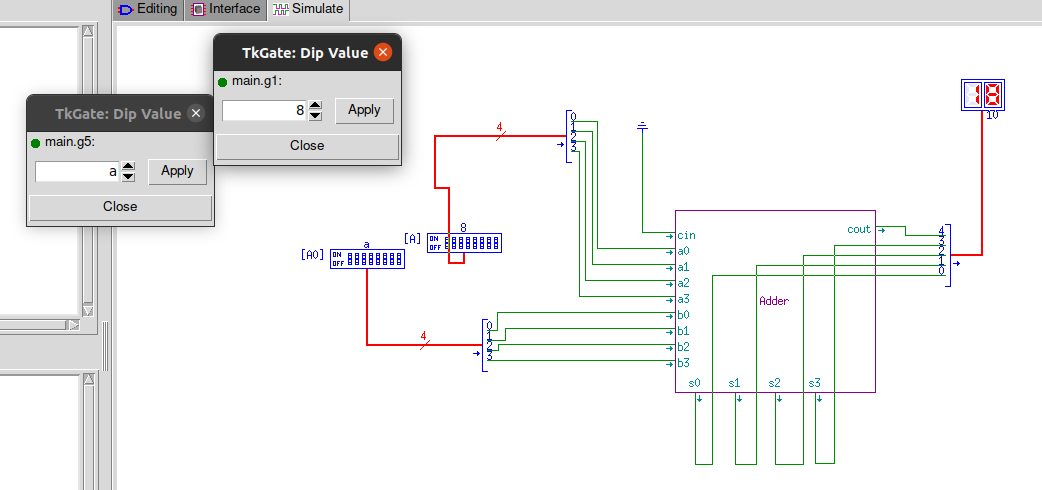 Editing Interface Simulate
TkGate: Dip Value
main.g1:
8 Apply
Close
TkGate: Dip Value
main.g5:
a Apply
Close
4
0
1
2
3
18
10
[A] ON OFF 8
[A0] ON OFF a
4
0
1
2
3
cin
a0
a1
a2
a3
b0
b1
b2
b3
cout
Adder
s0 s1 s2 s3
4
3
2
1
0